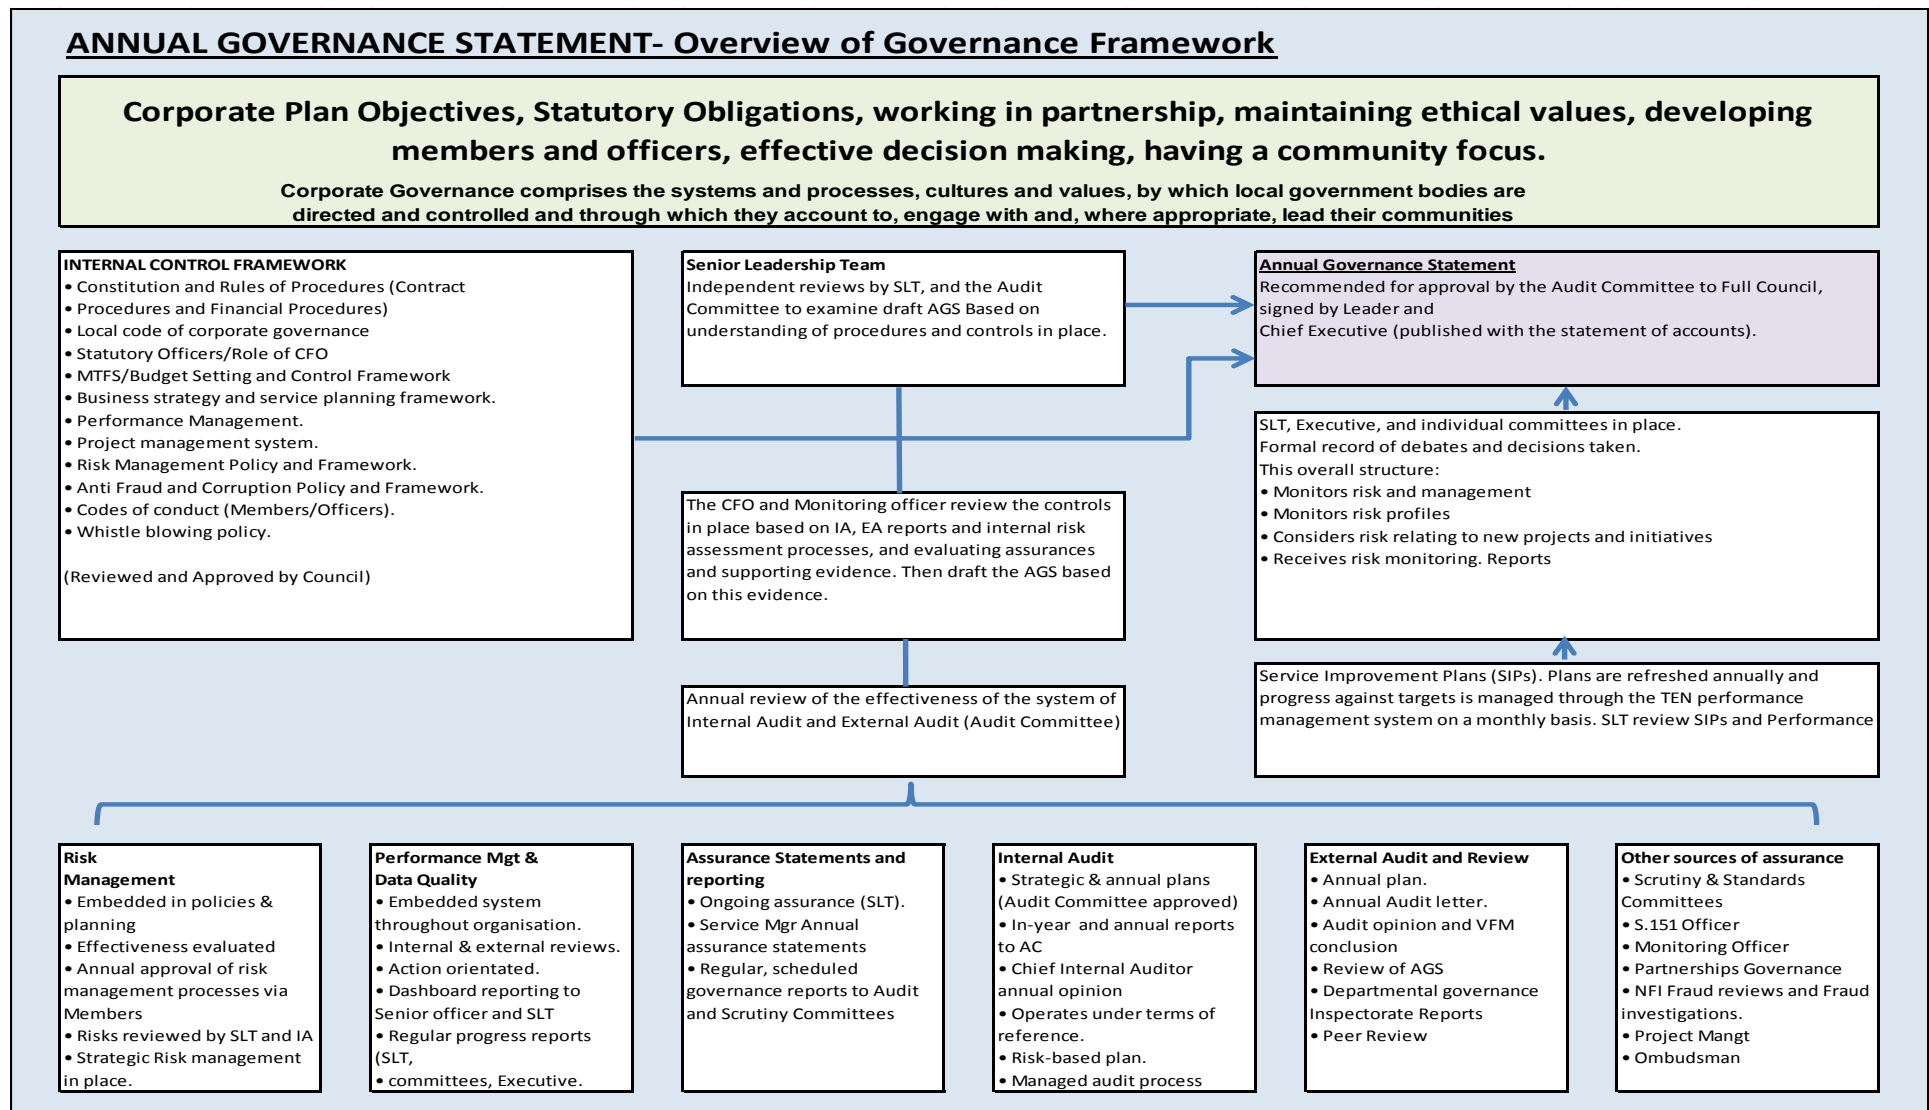 ANNUAL GOVERNANCE STATEMENT- Overview of Governance Framework
Corporate Plan Objectives, Statutory Obligations, working in partnership, maintaining ethical values, developing
members and officers, effective decision making, having a community focus.
Corporate Governance comprises the systems and processes, cultures and values, by which local government bodies are
directed and controlled and through which they account to, engage with and, where appropriate, lead their communities
INTERNAL CONTROL FRAMEWORK
• Constitution and Rules of Procedures (Contract
• Procedures and Financial Procedures)
• Local code of corporate governance
• Statutory Officers/Role of CFO
• MTFS/Budget Setting and Control Framework
• Business strategy and service planning framework.
• Performance Management.
• Project management system.
• Risk Management Policy and Framework.
• Anti Fraud and Corruption Policy and Framework.
• Codes of conduct (Members/Officers).
• Whistle blowing policy.
(Reviewed and Approved by Council)
Senior Leadership Team
Independent reviews by SLT, and the Audit
Committee to examine draft AGS Based on
understanding of procedures and controls in place.
Annual Governance Statement
Recommended for approval by the Audit Committee to Full Council,
signed by Leader and
Chief Executive (published with the statement of accounts).
The CFO and Monitoring officer review the controls
in place based on IA, EA reports and internal risk
assessment processes, and evaluating assurances
and supporting evidence. Then draft the AGS based
on this evidence.
SLT, Executive, and individual committees in place.
Formal record of debates and decisions taken.
This overall structure:
• Monitors risk and management
• Monitors risk profiles
• Considers risk relating to new projects and initiatives
• Receives risk monitoring. Reports
Annual review of the effectiveness of the system of
Internal Audit and External Audit (Audit Committee)
Service Improvement Plans (SIPs). Plans are refreshed annually and
progress against targets is managed through the TEN performance
management system on a monthly basis. SLT review SIPs and Performance
Risk
Management
• Embedded in policies &
planning
• Effectiveness evaluated
• Annual approval of risk
management processes via
Members
• Risks reviewed by SLT and IA
• Strategic Risk management
in place.
Performance Mgt &
Data Quality
• Embedded system
throughout organisation.
• Internal & external reviews.
• Action orientated.
• Dashboard reporting to
Senior officer and SLT
• Regular progress reports
(SLT,
• committees, Executive.
Assurance Statements and
reporting
• Ongoing assurance (SLT).
• Service Mgr Annual
assurance statements
• Regular, scheduled
governance reports to Audit
and Scrutiny Committees
Internal Audit
• Strategic & annual plans
(Audit Committee approved)
• In-year and annual reports
to AC
• Chief Internal Auditor
annual opinion
• Operates under terms of
reference.
• Risk-based plan.
• Managed audit process
External Audit and Review
• Annual plan.
• Annual Audit letter.
• Audit opinion and VFM
conclusion
• Review of AGS
• Departmental governance
Inspectorate Reports
• Peer Review
Other sources of assurance
• Scrutiny & Standards
Committees
• S.151 Officer
• Monitoring Officer
• Partnerships Governance
• NFI Fraud reviews and Fraud
investigations.
• Project Mangt
• Ombudsman